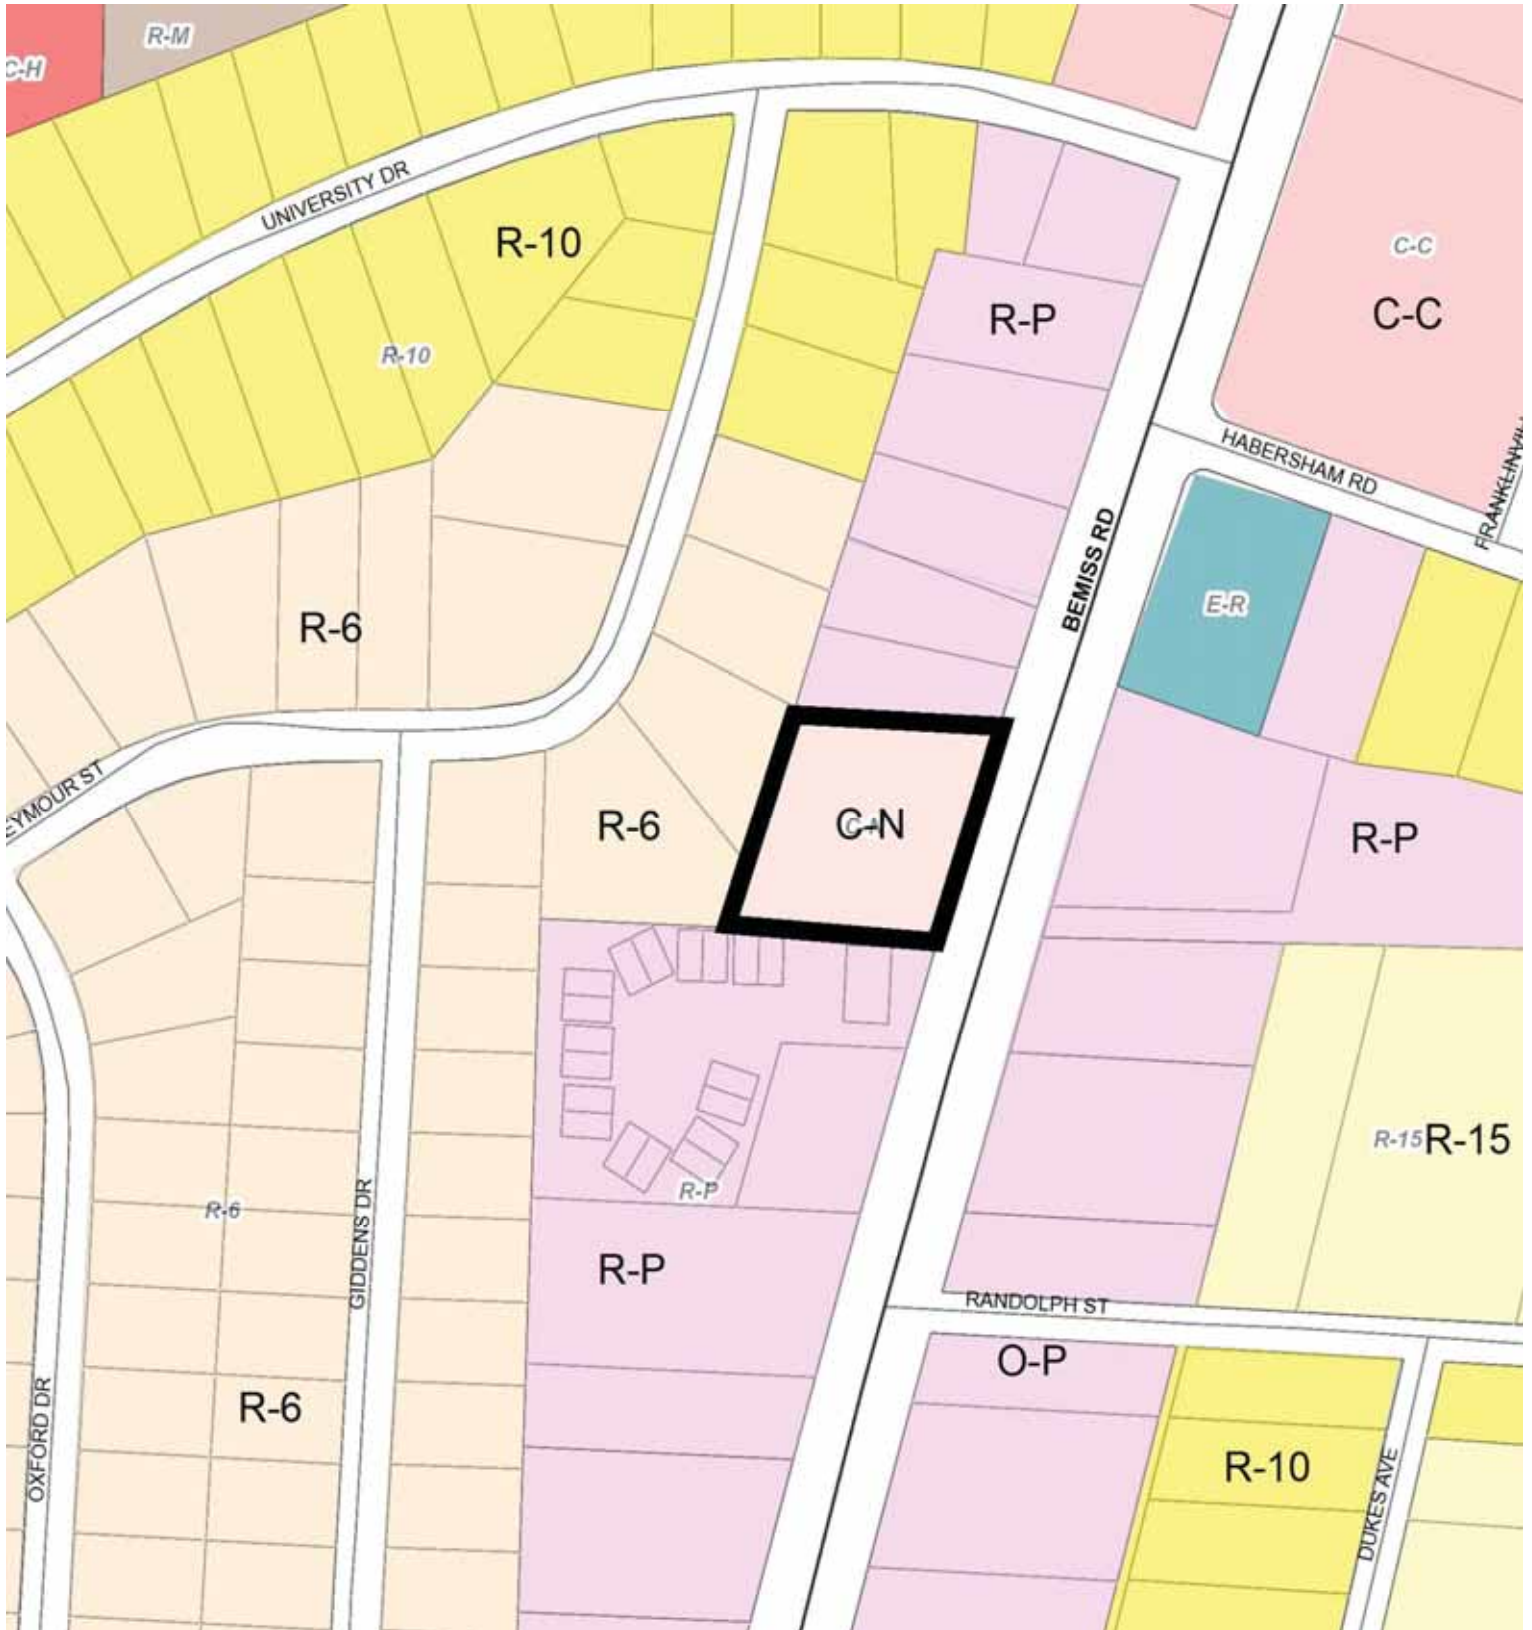 R-M
C-H
UNIVERSITY DR
R-10
R-10
R-P
C-C
C-C
HABERSHAM RD
BEMISS RD
E-R
R-6
EYMOUR ST
R-6
C-N
R-P
R-15
R-15
R-P
R-6
GIDDENS DR
R-P
RANDOLPH ST
O-P
R-6
OXFORD DR
R-10
DUKES AVE